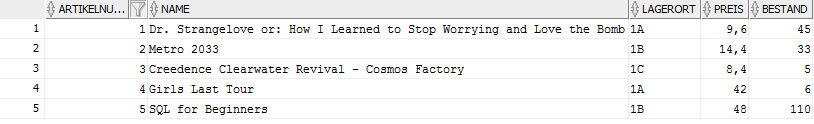 ARTIKELNU... NAME LAGERORT PREIS BESTAND
1 1 Dr. Strangelove or: How I Learned to Stop Worrying and Love the Bomb 1A 9,6 45
2 2 Metro 2033 1B 14,4 33
3 3 Creedence Clearwater Revival - Cosmos Factory 1C 8,4 5
4 4 Girls Last Tour 1A 42 6
5 5 SQL for Beginners 1B 48 110